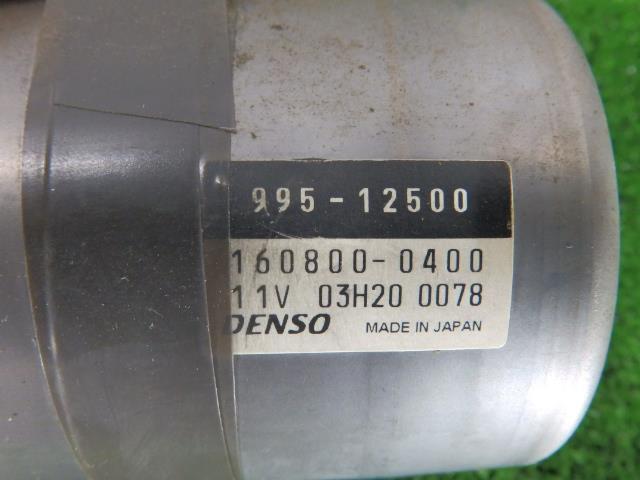 995-12500
160800-0400
11V 03H20 0078
DENSO MADE IN JAPAN